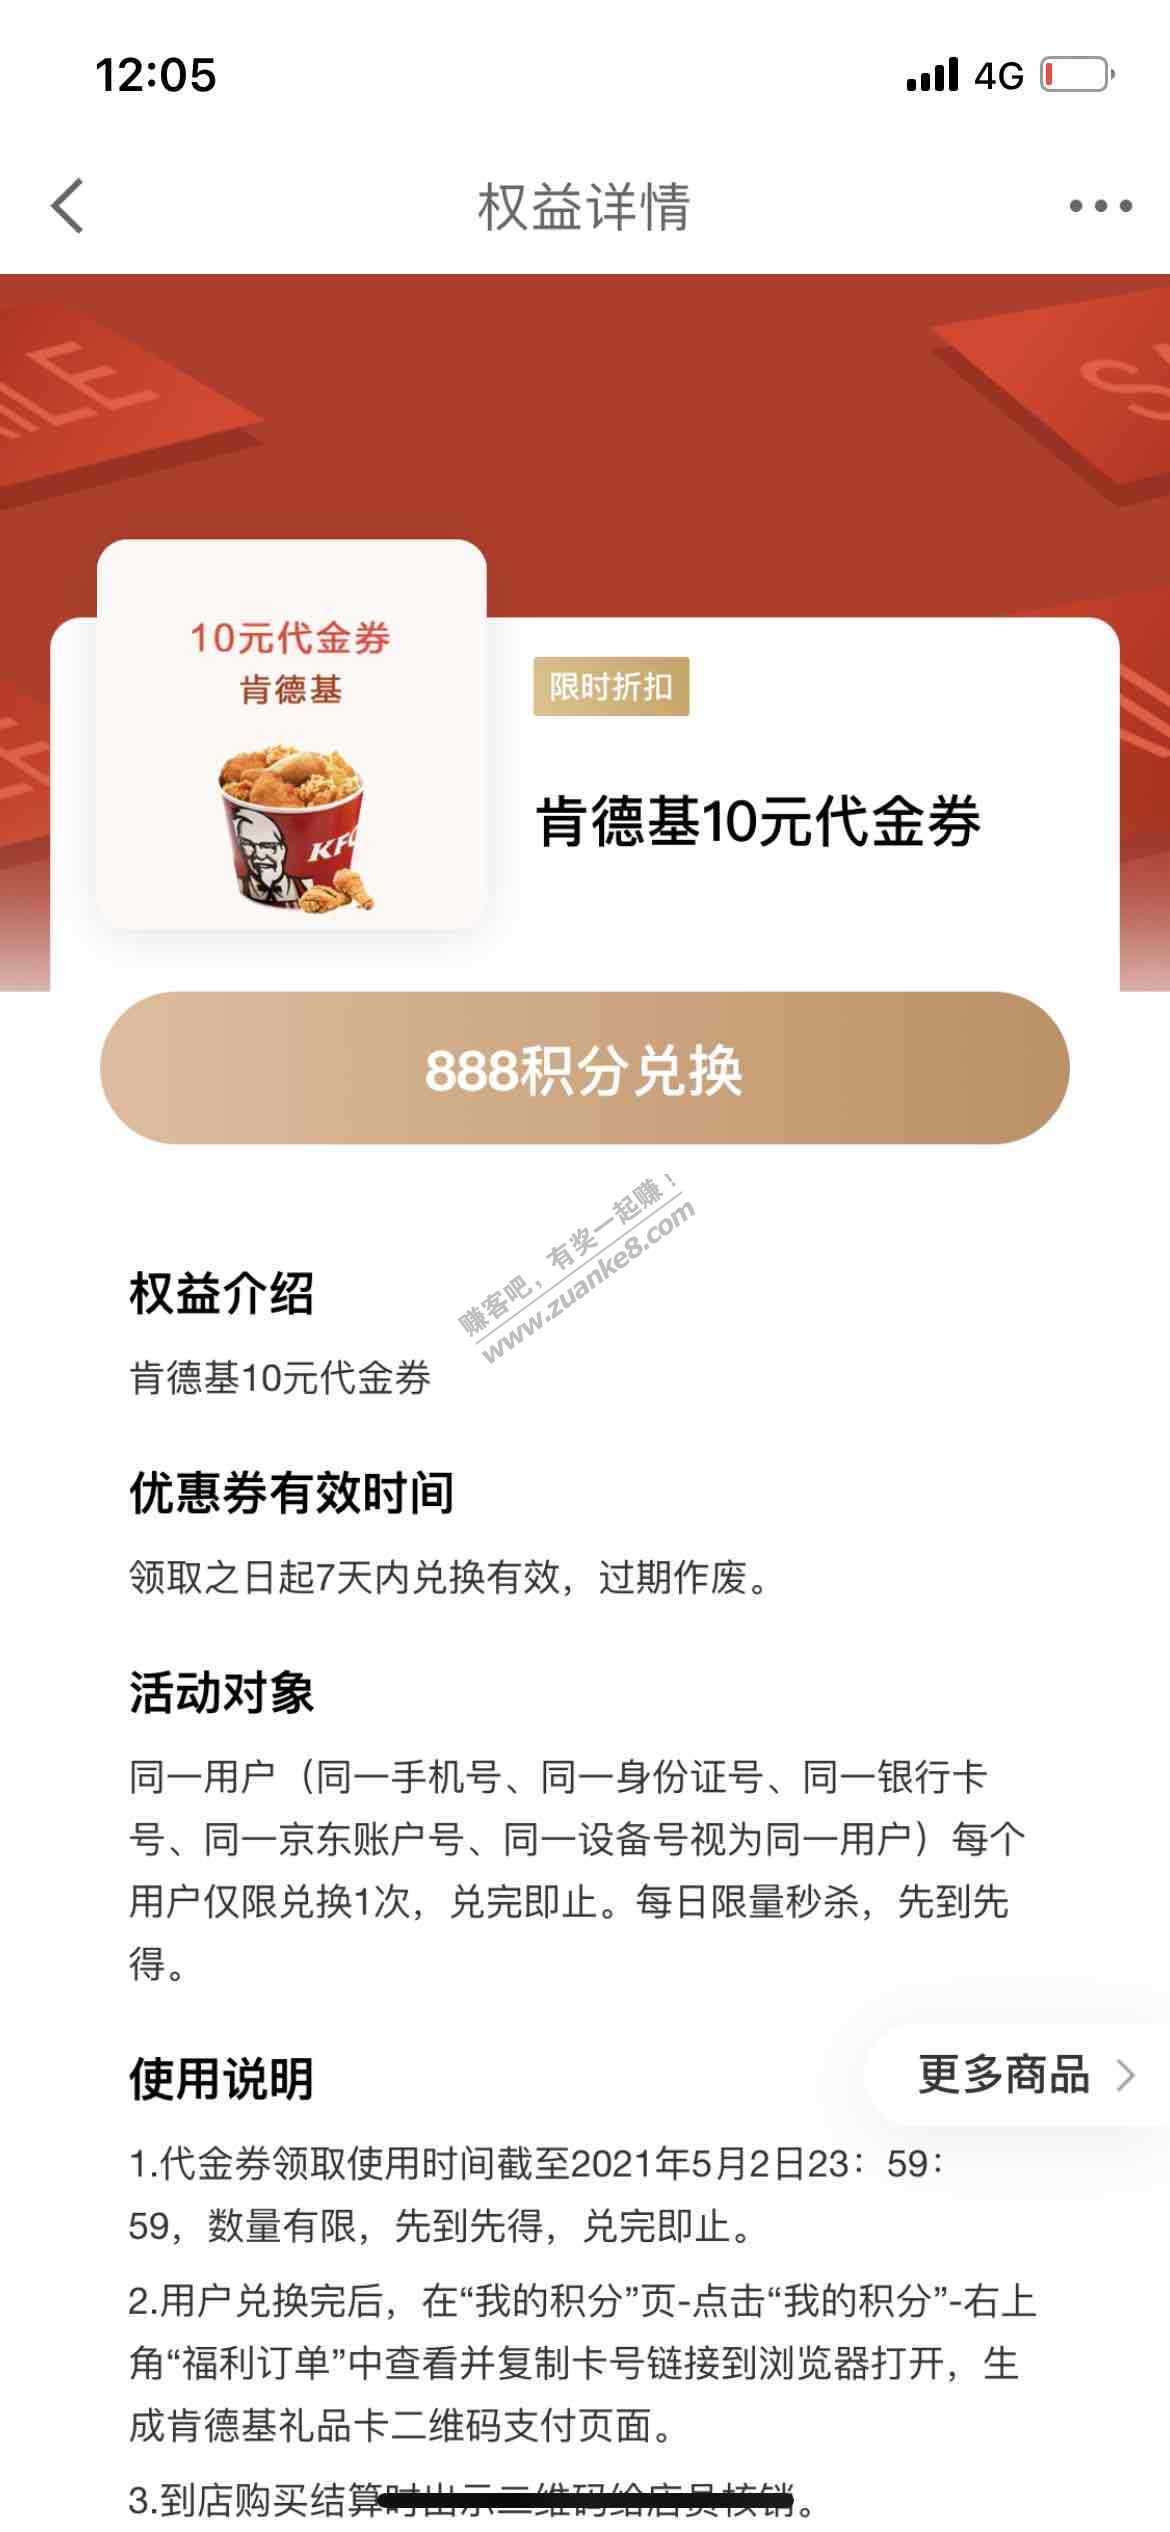 12:05
4G
权益详情
MLE
10元代金券
肯德基
KFC
限时折扣
肯德基10元代金券
888积分兑换
赚客吧，有奖一起赚！
www.zuanke8.com
权益介绍
肯德基10元代金券
优惠券有效时间
领取之日起7天内兑换有效，过期作废。
活动对象
同一用户（同一手机号、同一身份证号、同一银行卡
号、同一京东账户号、同一设备号视为同一用户）每个
用户仅限兑换1次，兑完即止。每日限量秒杀，先到先
得。
使用说明
更多商品
1.代金券领取使用时间截至2021年5月2日23：59：
59，数量有限，先到先得，兑完即止。
2.用户兑换完后，在“我的积分”页-点击“我的积分”-右上
角“福利订单”中查看并复制卡号链接到浏览器打开，生
成肯德基礼品卡二维码支付页面。
3.到店购买结算时出示二维码给店员核销。